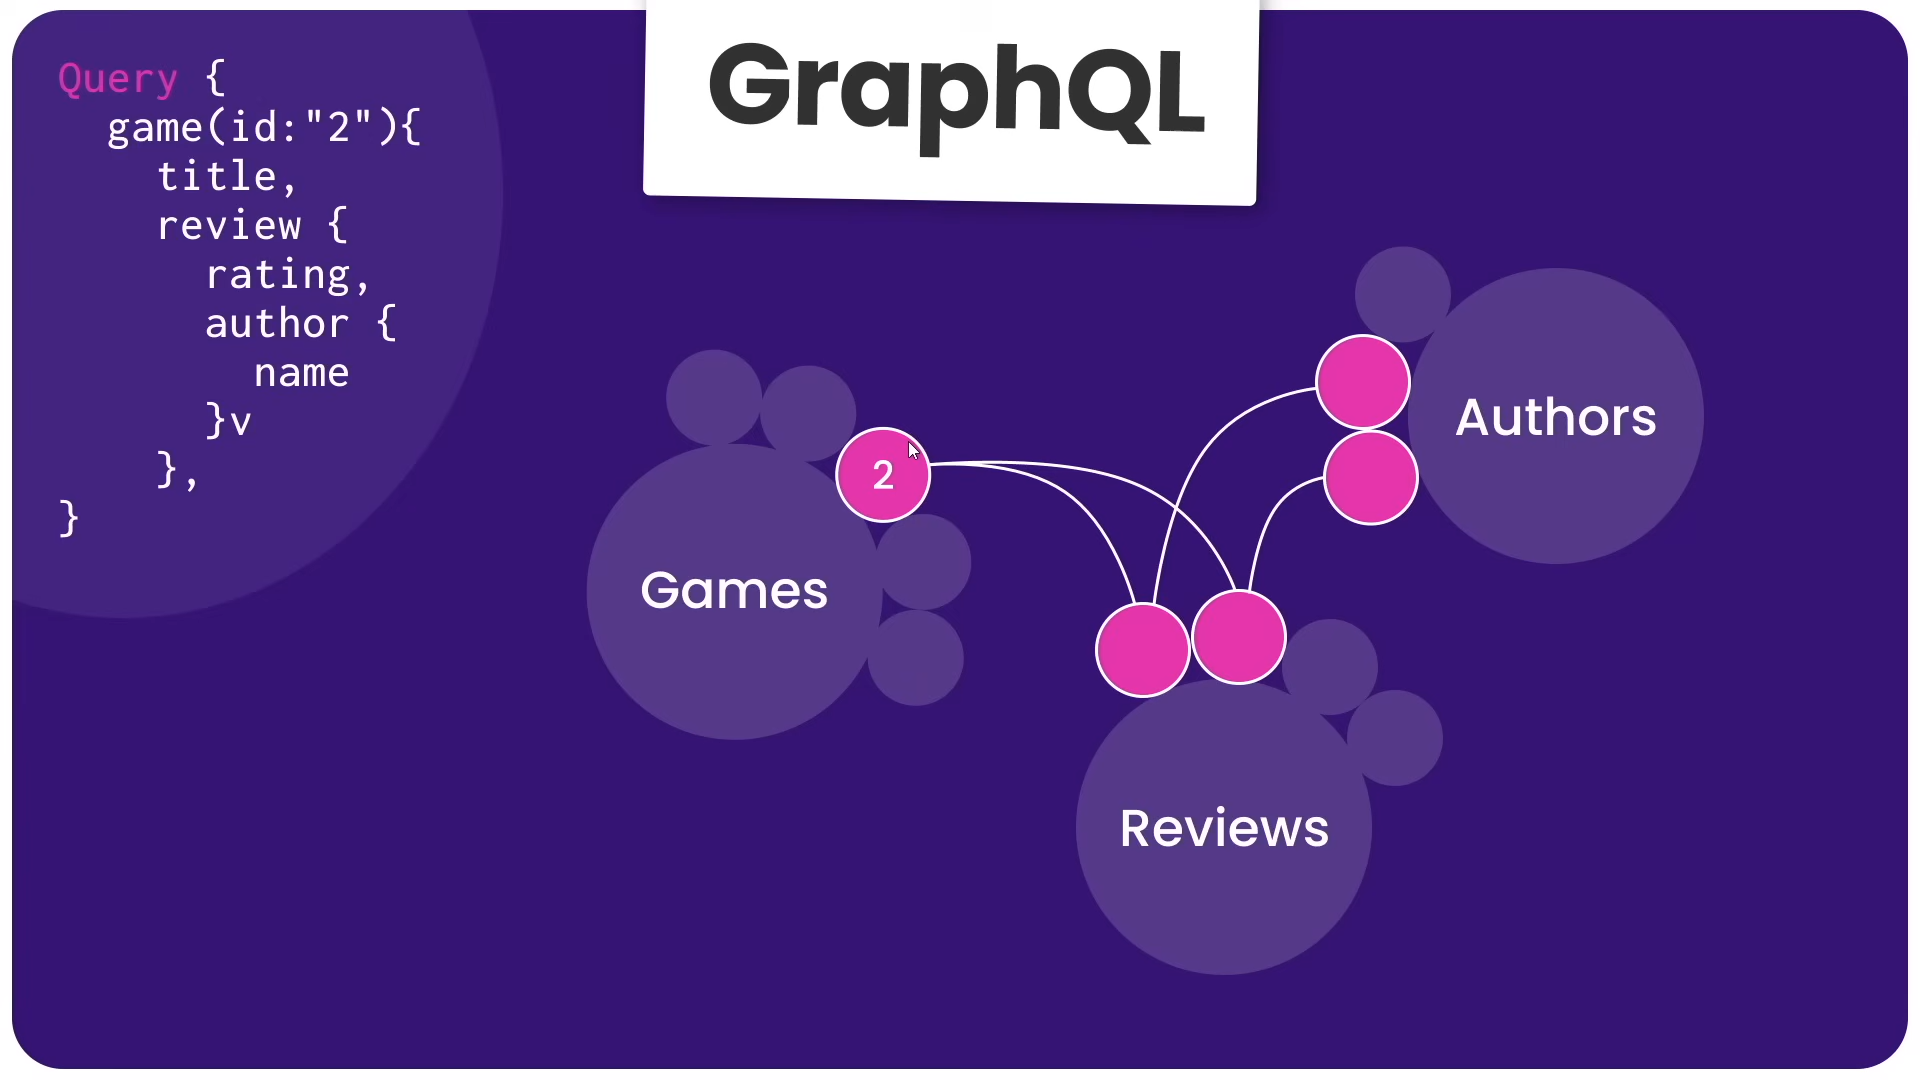 GraphQL
Query {
game(id:"2"){
title,
review {
rating,
author {
name
}v
},
}
2
Games
Authors
Reviews